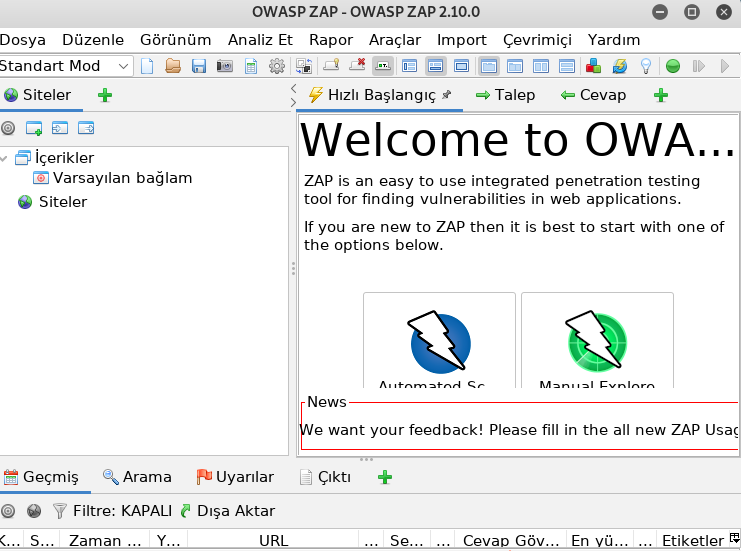 OWASP ZAP - OWASP ZAP 2.10.0
Dosya Düzenle Görünüm Analiz Et Rapor Araçlar Import Çevrimiçi Yardım
Standart Mod
Siteler
Hızlı Başlangıç Talep Cevap
İçerikler
Varsayılan bağlam
Siteler
Welcome to OWA...
ZAP is an easy to use integrated penetration testing
tool for finding vulnerabilities in web applications.
If you are new to ZAP then it is best to start with one of
the options below.
Automated Sc... Manual Explore
News
We want your feedback! Please fill in the all new ZAP Usag
Geçmiş Arama Uyarılar Çıktı
Filtre: KAPALI Dışa Aktar
K... S... Zaman ... Y... URL ... Se... ... Cevap Göv... En yü... ... Etiketler